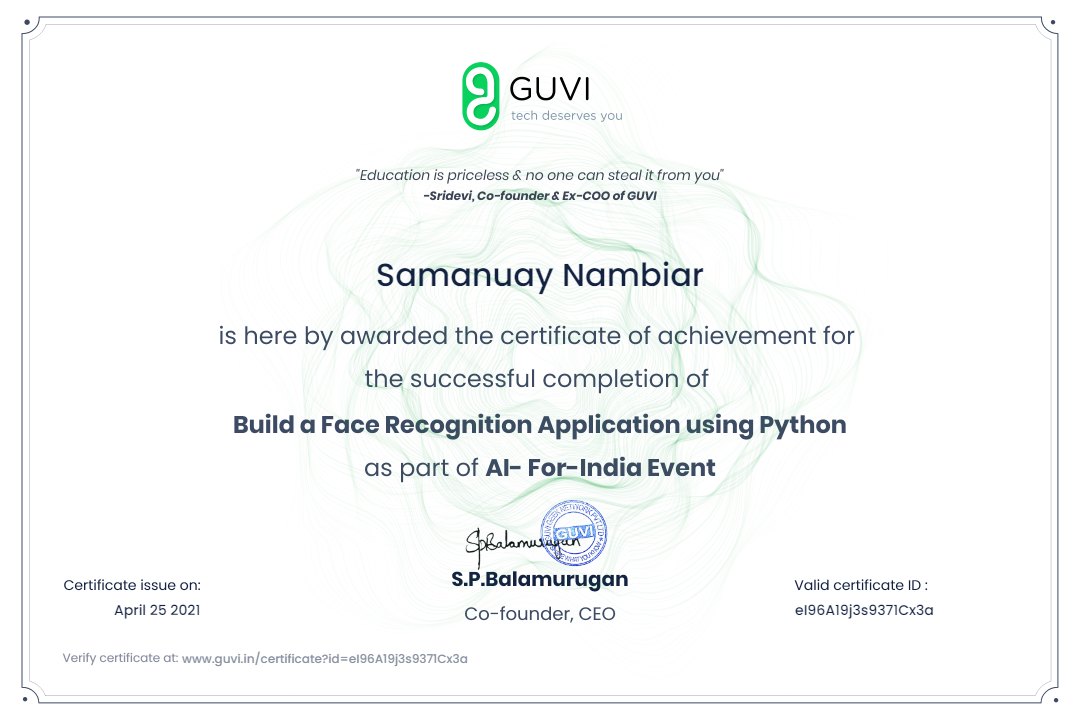 GUVI
tech deserves you
"Education is priceless & no one can steal it from you"
-Sridevi, Co-founder & Ex-COO of GUVI
Samanuay Nambiar
is here by awarded the certificate of achievement for
the successful completion of
Build a Face Recognition Application using Python
as part of AI- For-India Event
SpBalamurugan
GUVI
S.P.Balamurugan
Co-founder, CEO
Certificate issue on:
April 25 2021
Valid certificate ID :
eI96A19j3s9371Cx3a
Verify certificate at: www.guvi.in/certificate?id=eI96A19j3s9371Cx3a